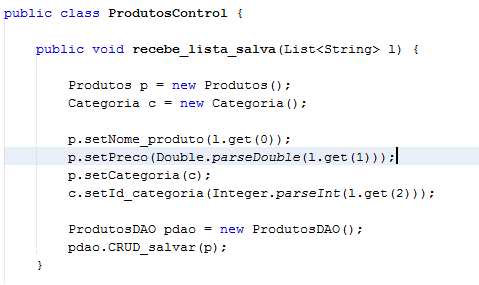 public class ProdutosControl {
public void recebe_lista_salva(List<String> l) {
Produtos p = new Produtos();
Categoria c = new Categoria();
p.setNome_produto(l.get(0));
p.setPreco(Double.parseDouble(l.get(1)));
p.setCategoria(c);
c.setId_categoria(Integer.parseInt(l.get(2)));
ProdutosDAO pdao = new ProdutosDAO();
pdao.CRUD_salvar(p);
}